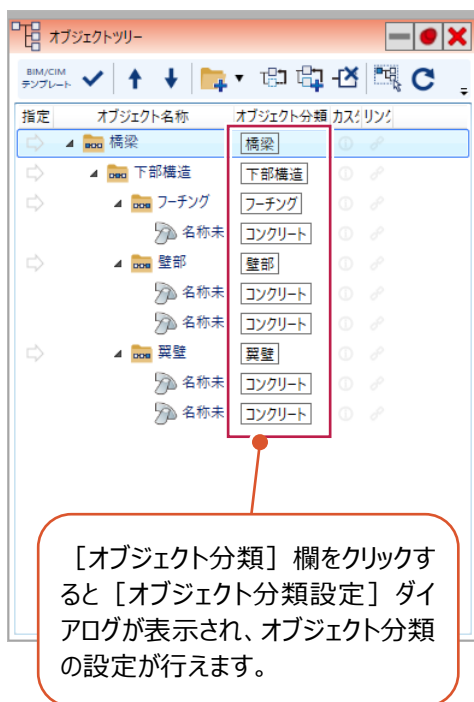 オブジェクトツリー
BIM/CIM
テンプレート
指定 オブジェクト名称 オブジェクト分類 カスタ リンク
橋梁 橋梁
下部構造 下部構造
フーチング フーチング
名称未 コンクリート
壁部 壁部
名称未 コンクリート
名称未 コンクリート
翼壁 翼壁
名称未 コンクリート
名称未 コンクリート
［オブジェクト分類］欄をクリックす
ると［オブジェクト分類設定］ダイ
アログが表示され、オブジェクト分類
の設定が行えます。